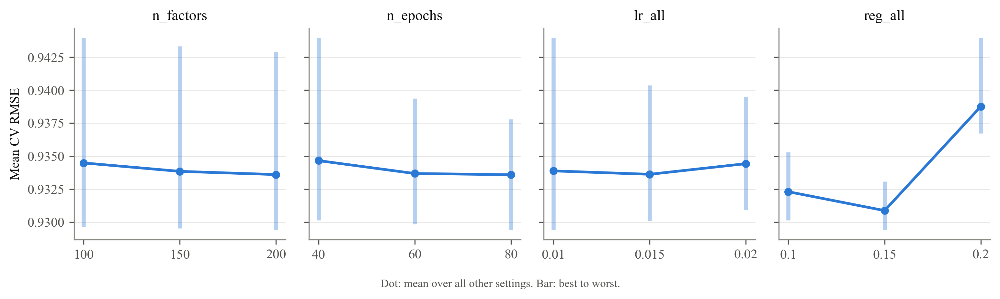 n_factors
n_epochs
lr_all
reg_all
Mean CV RMSE
0.9425
0.9400
0.9375
0.9350
0.9325
0.9300
100 150 200
40 60 80
0.01 0.015 0.02
0.1 0.15 0.2
Dot: mean over all other settings. Bar: best to worst.